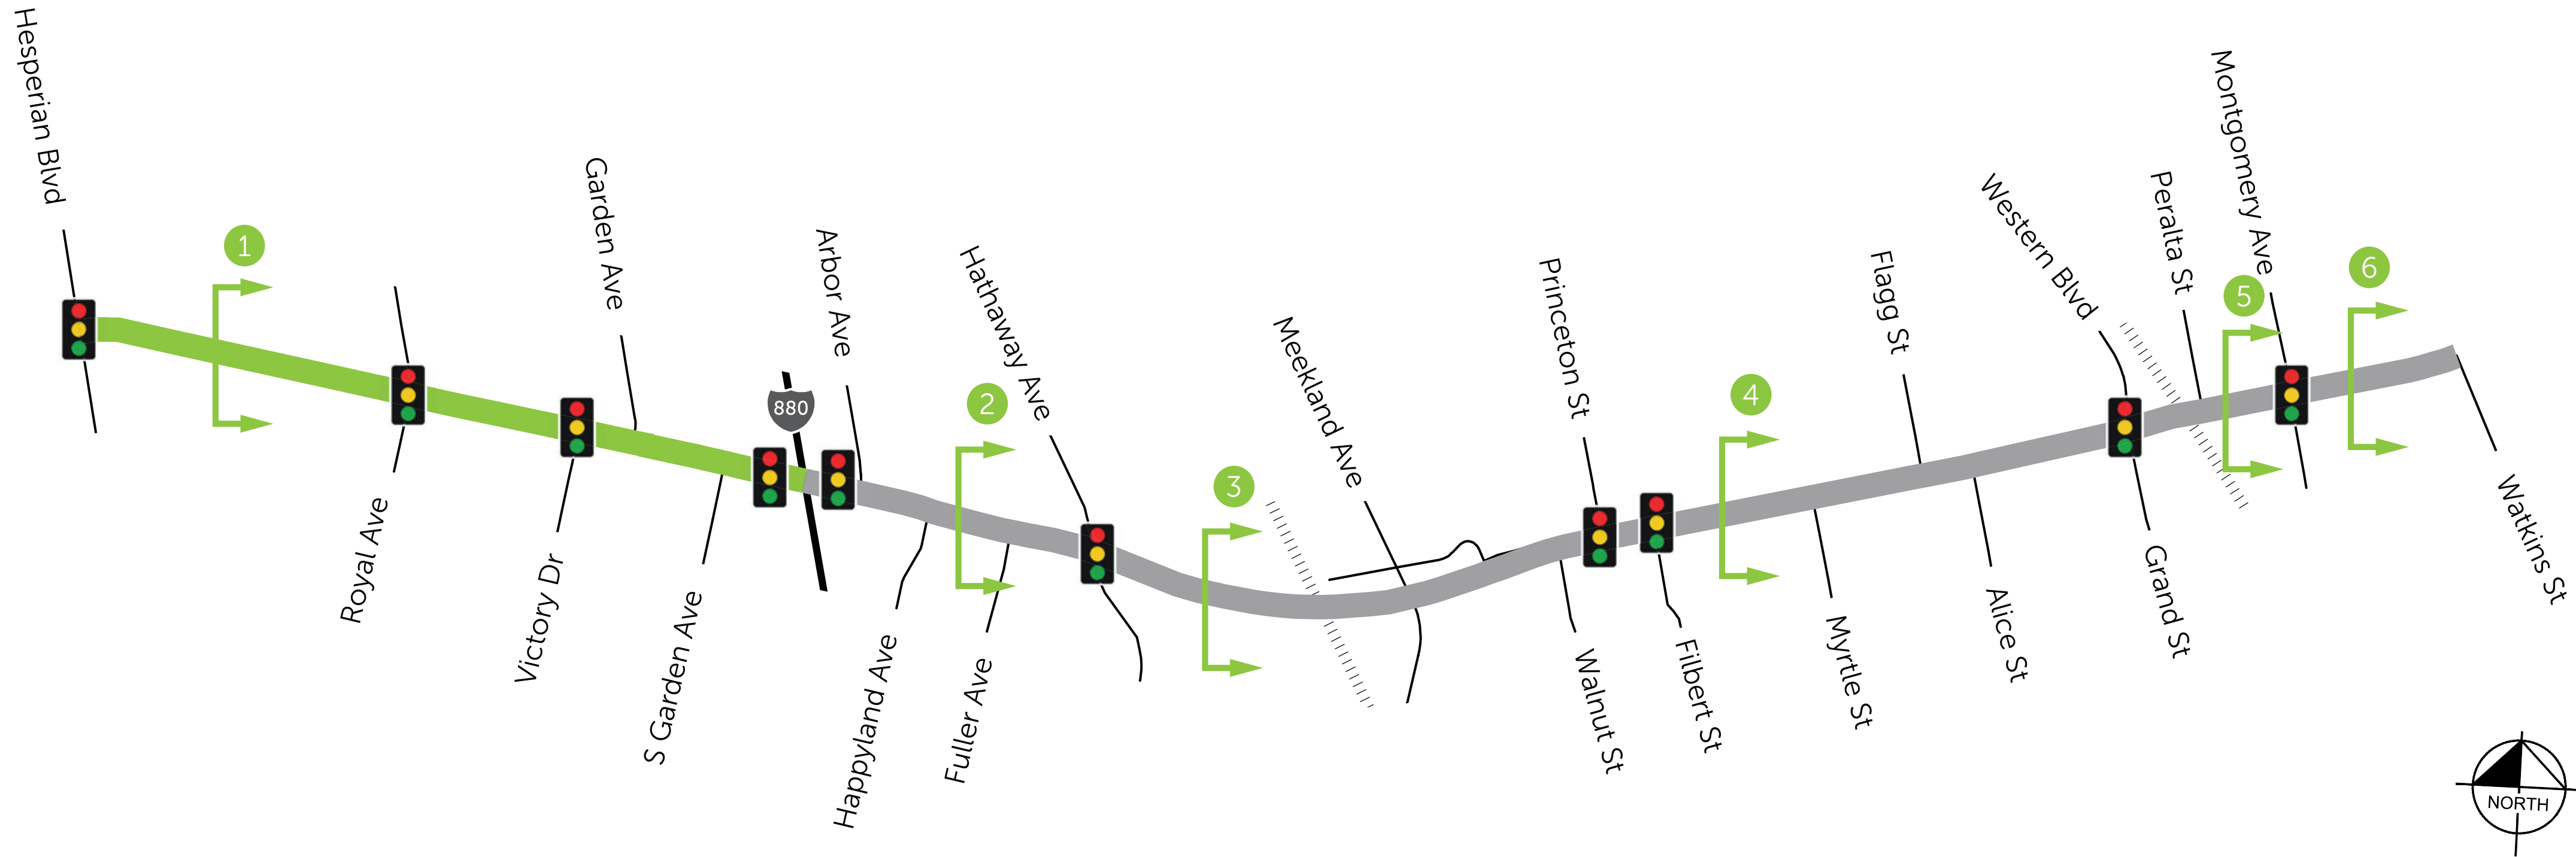 Hesperian Blvd
1
Royal Ave
Victory Dr
Garden Ave
S Garden Ave
880
Arbor Ave
Happyland Ave
Fuller Ave
2
Hathaway Ave
3
Meekland Ave
Princeton St
Walnut St
Filbert St
4
Myrtle St
Flagg St
Alice St
Western Blvd
Grand St
Peralta St
5
Montgomery Ave
6
Watkins St
NORTH